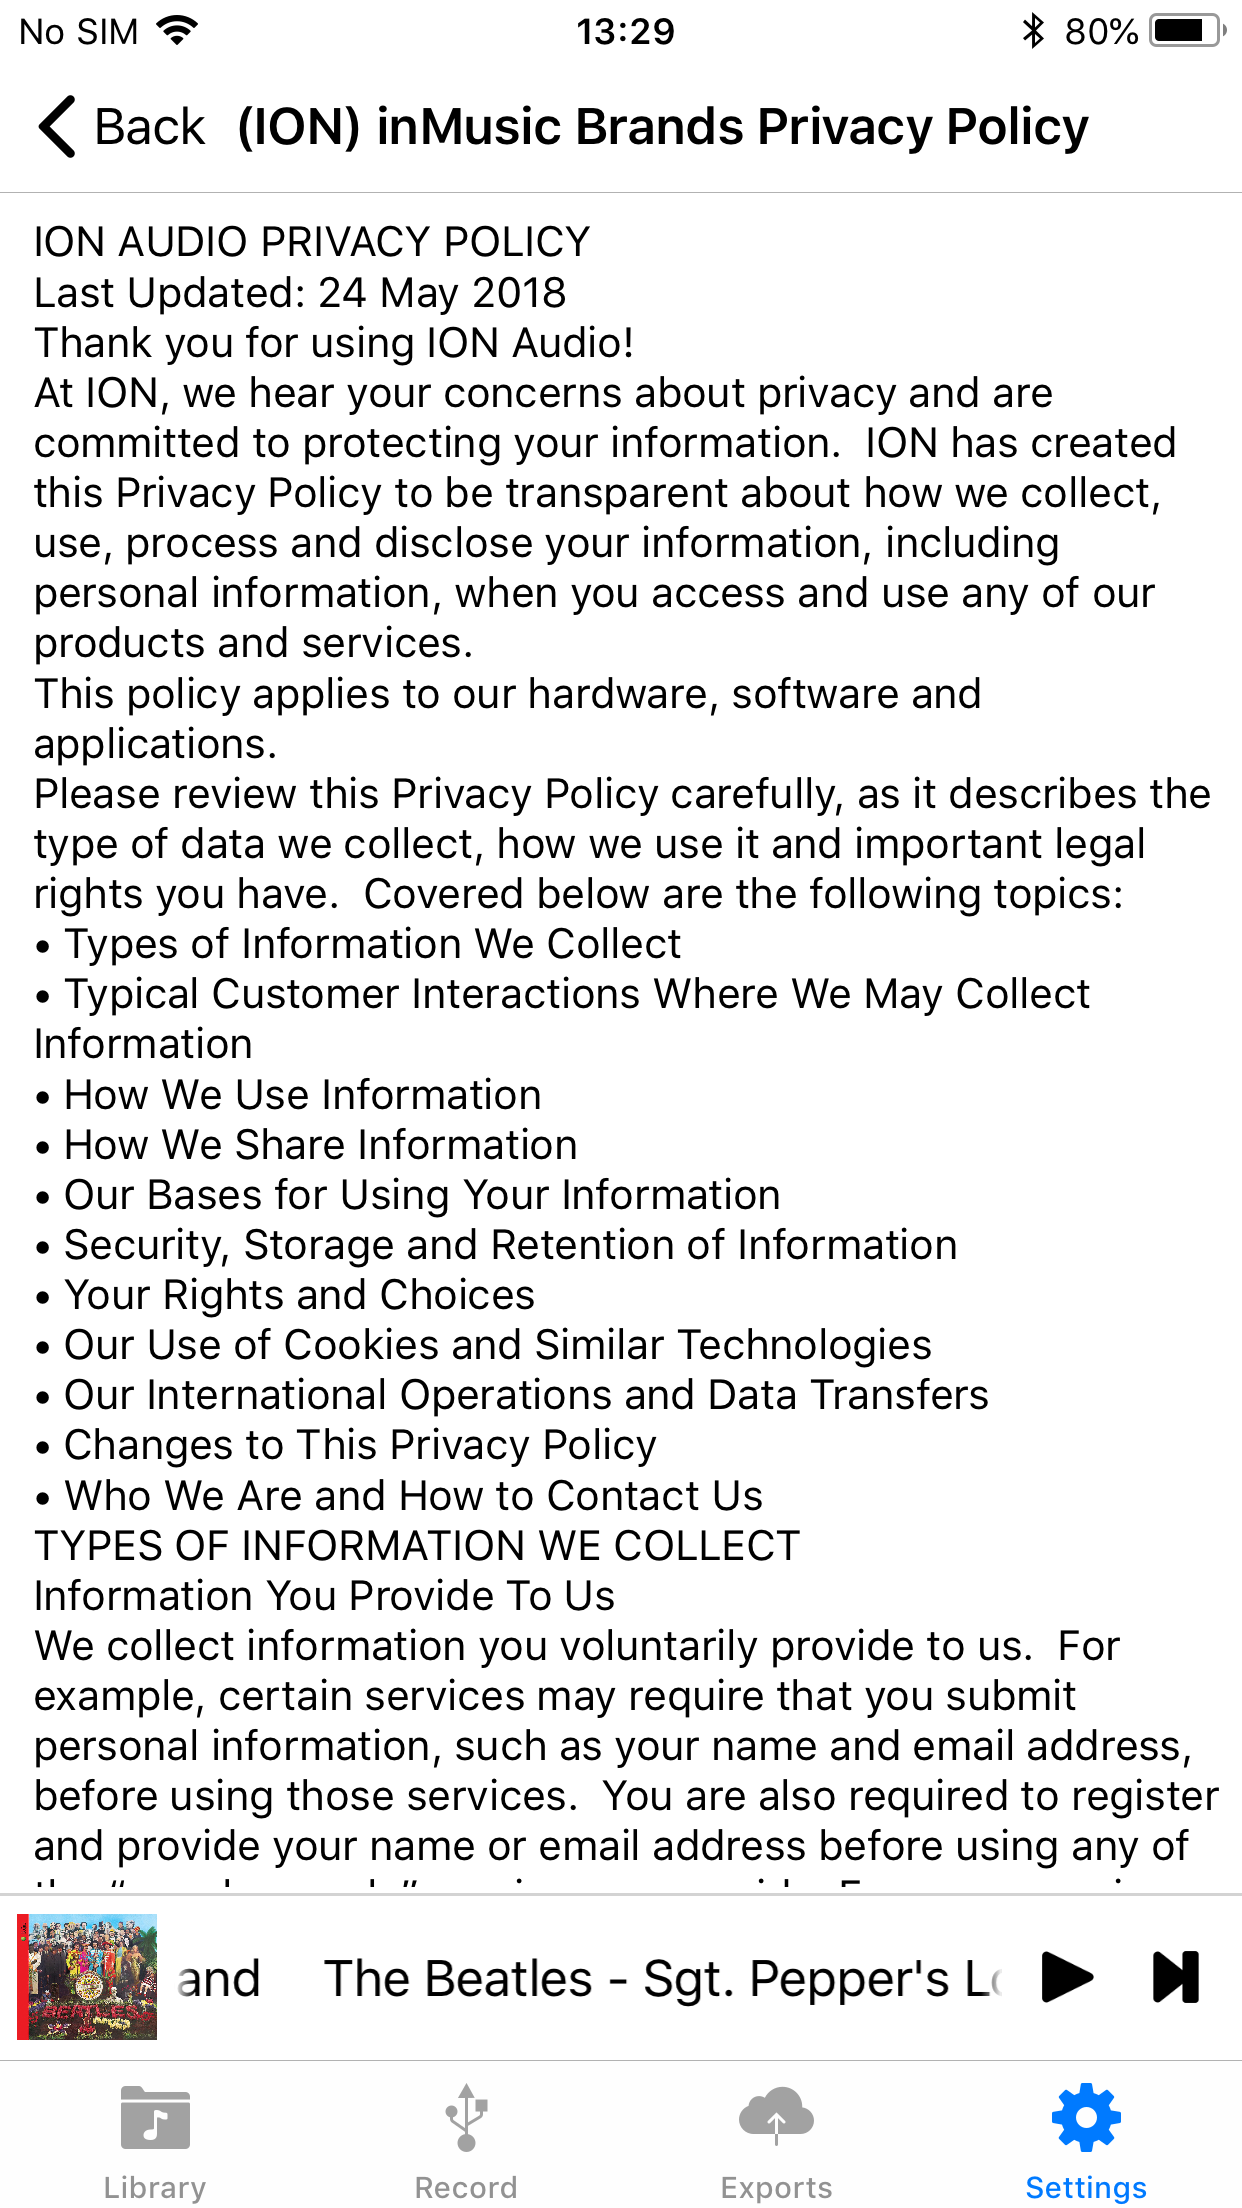 No SIM 13:29 80%
Back (ION) inMusic Brands Privacy Policy
ION AUDIO PRIVACY POLICY
Last Updated: 24 May 2018
Thank you for using ION Audio!
At ION, we hear your concerns about privacy and are
committed to protecting your information.  ION has created
this Privacy Policy to be transparent about how we collect,
use, process and disclose your information, including
personal information, when you access and use any of our
products and services.
This policy applies to our hardware, software and
applications.
Please review this Privacy Policy carefully, as it describes the
type of data we collect, how we use it and important legal
rights you have.  Covered below are the following topics:
• Types of Information We Collect
• Typical Customer Interactions Where We May Collect
Information
• How We Use Information
• How We Share Information
• Our Bases for Using Your Information
• Security, Storage and Retention of Information
• Your Rights and Choices
• Our Use of Cookies and Similar Technologies
• Our International Operations and Data Transfers
• Changes to This Privacy Policy
• Who We Are and How to Contact Us
TYPES OF INFORMATION WE COLLECT
Information You Provide To Us
We collect information you voluntarily provide to us.  For
example, certain services may require that you submit
personal information, such as your name and email address,
before using those services.  You are also required to register
and provide your name or email address before using any of
BEATLES
and The Beatles - Sgt. Pepper's Lo
Library Record Exports Settings